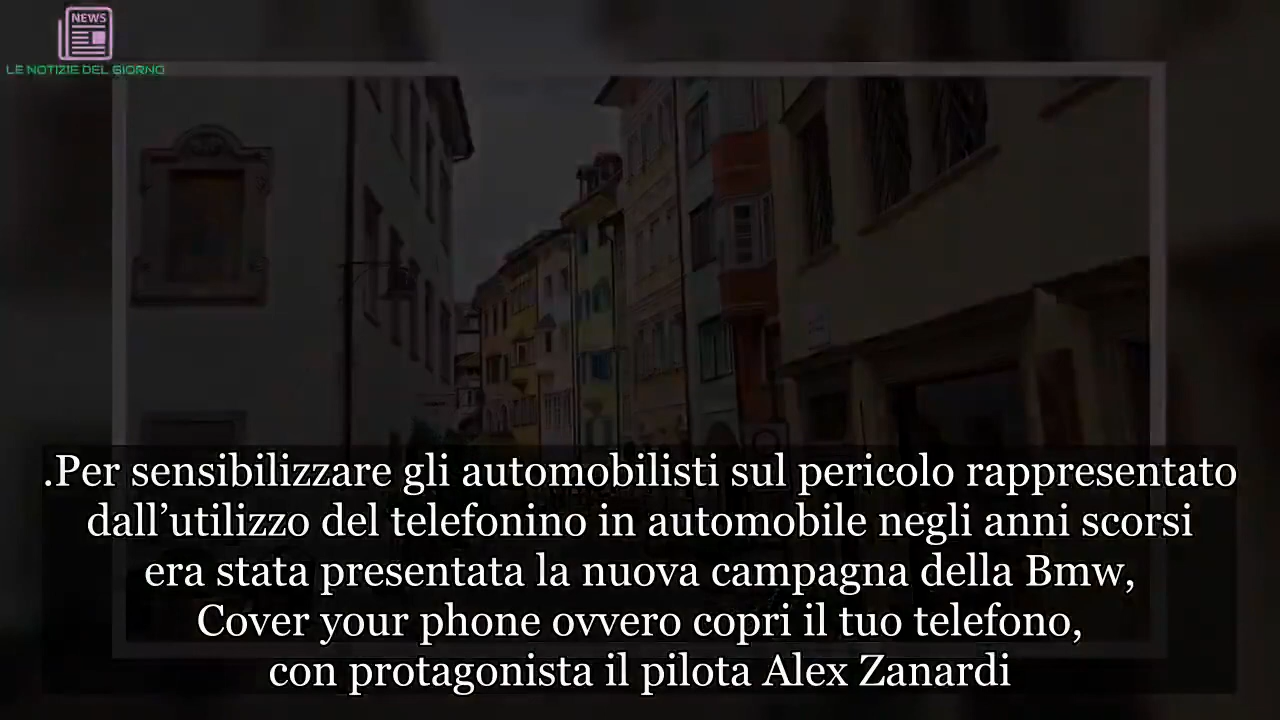 NEWS
LE NOTIZIE DEL GIORNO
.Per sensibilizzare gli automobilisti sul pericolo rappresentato
dall’utilizzo del telefonino in automobile negli anni scorsi
era stata presentata la nuova campagna della Bmw,
Cover your phone ovvero copri il tuo telefono,
con protagonista il pilota Alex Zanardi